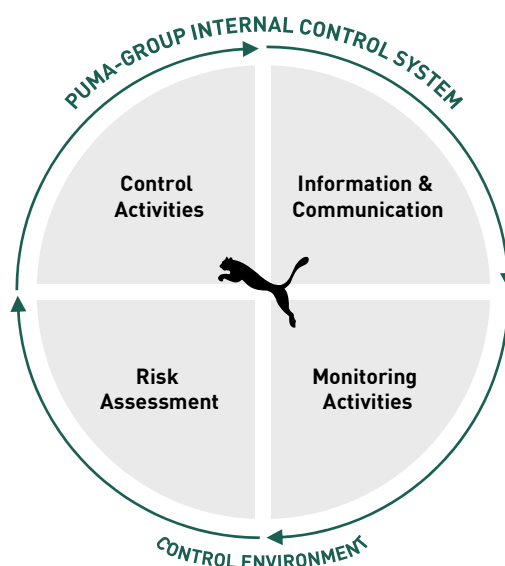 PUMA-GROUP INTERNAL CONTROL SYSTEM
Control
Activities
Information &
Communication
Risk
Assessment
Monitoring
Activities
CONTROL ENVIRONMENT